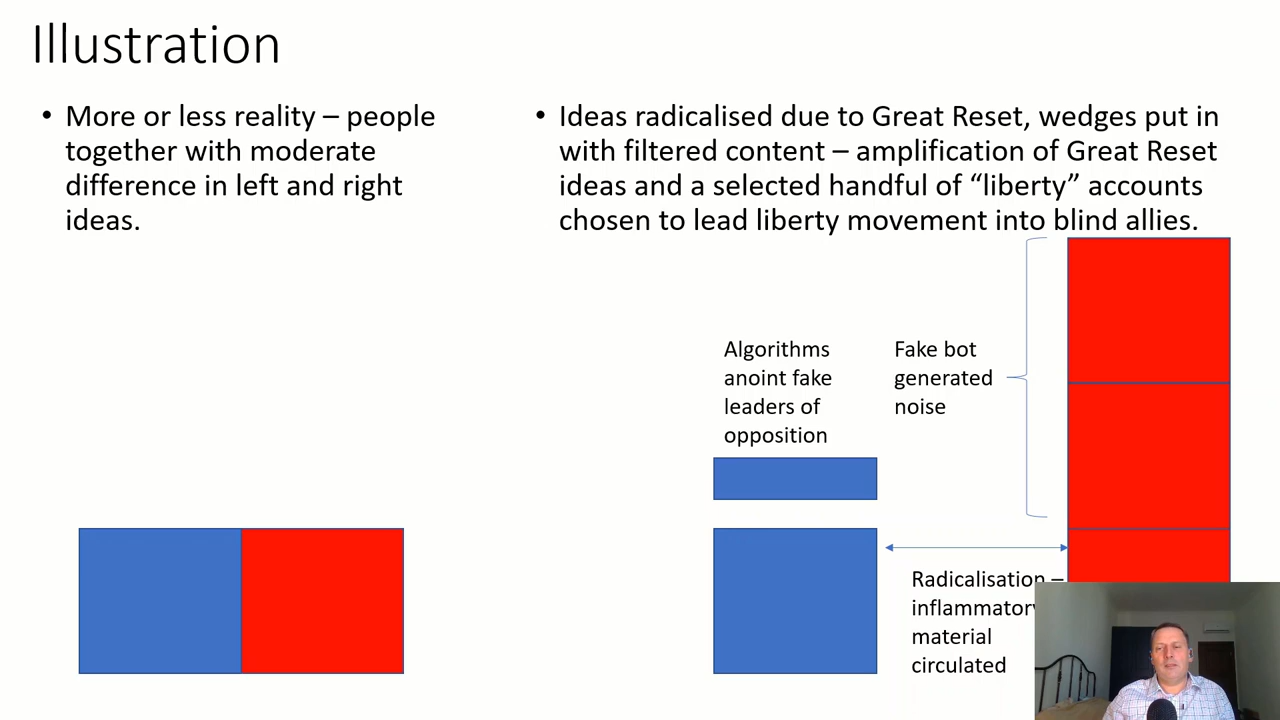 Illustration
• More or less reality – people
together with moderate
difference in left and right
ideas.
• Ideas radicalised due to Great Reset, wedges put in
with filtered content – amplification of Great Reset
ideas and a selected handful of “liberty” accounts
chosen to lead liberty movement into blind allies.
Algorithms
anoint fake
leaders of
opposition
Fake bot
generated
noise
Radicalisation –
inflammatory
material
circulated